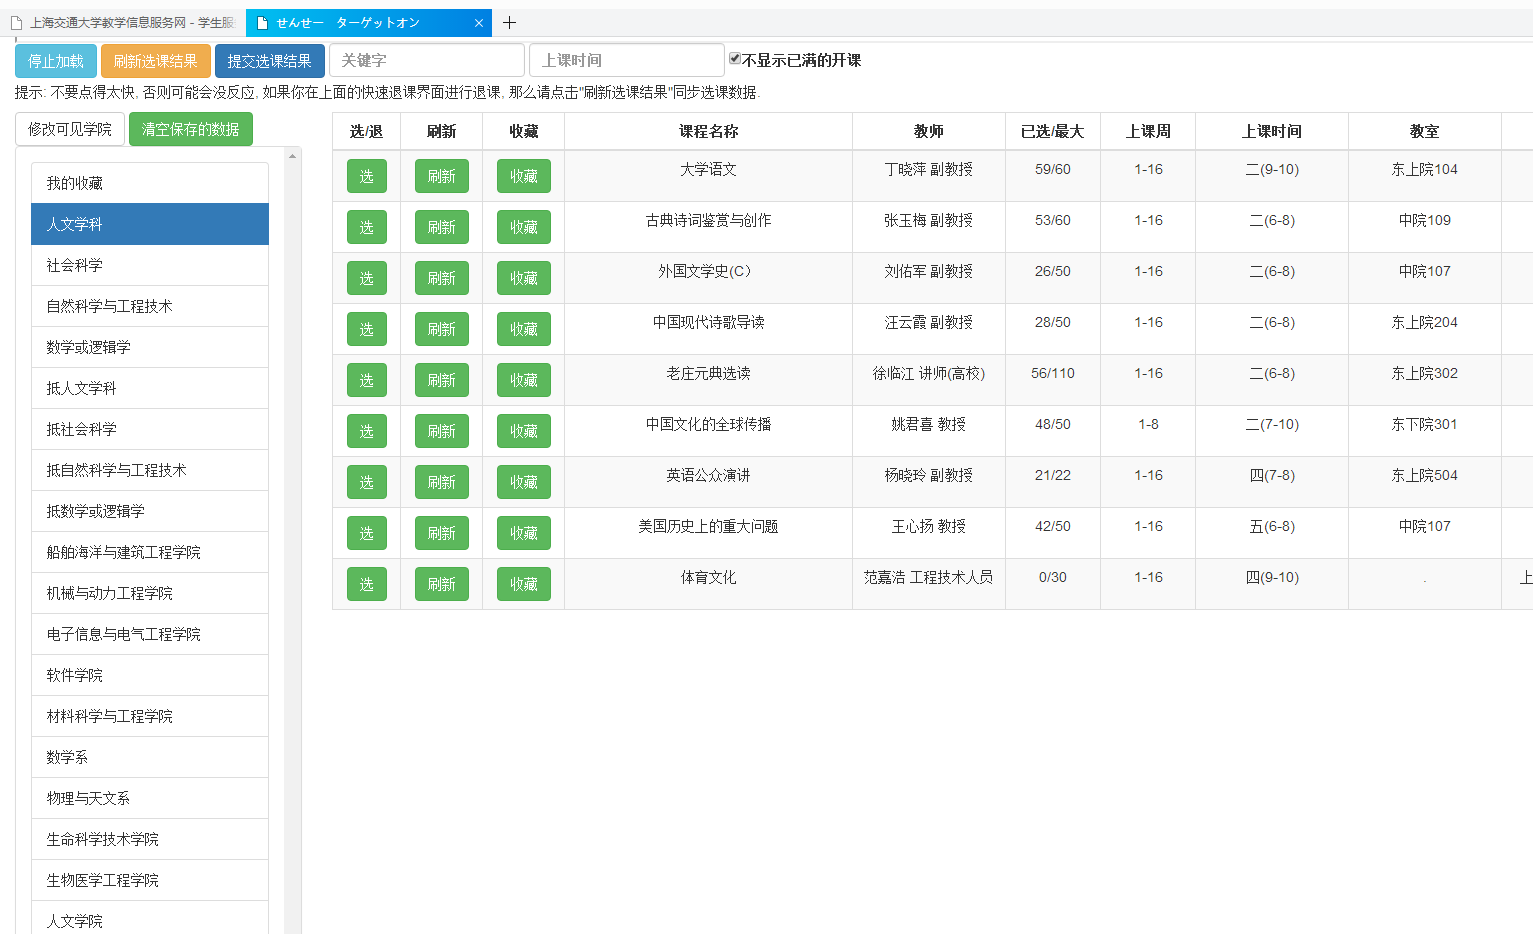 上海交通大学教学信息服务网 - 学生服
せんせー　ターゲットオン
停止加载 刷新选课结果 提交选课结果 关键字 上课时间 不显示已满的开课
提示: 不要点得太快, 否则可能会没反应, 如果你在上面的快速退课界面进行退课, 那么请点击"刷新选课结果"同步选课数据.
修改可见学院 清空保存的数据
我的收藏
人文学科
社会科学
自然科学与工程技术
数学或逻辑学
抵人文学科
抵社会科学
抵自然科学与工程技术
抵数学或逻辑学
船舶海洋与建筑工程学院
机械与动力工程学院
电子信息与电气工程学院
软件学院
材料科学与工程学院
数学系
物理与天文系
生命科学技术学院
生物医学工程学院
人文学院
选/退 刷新 收藏 课程名称 教师 已选/最大 上课周 上课时间 教室
选 刷新 收藏 大学语文 丁晓萍 副教授 59/60 1-16 二(9-10) 东上院104
选 刷新 收藏 古典诗词鉴赏与创作 张玉梅 副教授 53/60 1-16 二(6-8) 中院109
选 刷新 收藏 外国文学史(C) 刘佑军 副教授 26/50 1-16 二(6-8) 中院107
选 刷新 收藏 中国现代诗歌导读 汪云霞 副教授 28/50 1-16 二(6-8) 东上院204
选 刷新 收藏 老庄元典选读 徐临江 讲师(高校) 56/110 1-16 二(6-8) 东上院302
选 刷新 收藏 中国文化的全球传播 姚君喜 教授 48/50 1-8 二(7-10) 东下院301
选 刷新 收藏 英语公众演讲 杨晓玲 副教授 21/22 1-16 四(7-8) 东上院504
选 刷新 收藏 美国历史上的重大问题 王心扬 教授 42/50 1-16 五(6-8) 中院107
选 刷新 收藏 体育文化 范嘉浩 工程技术人员 0/30 1-16 四(9-10) . 上